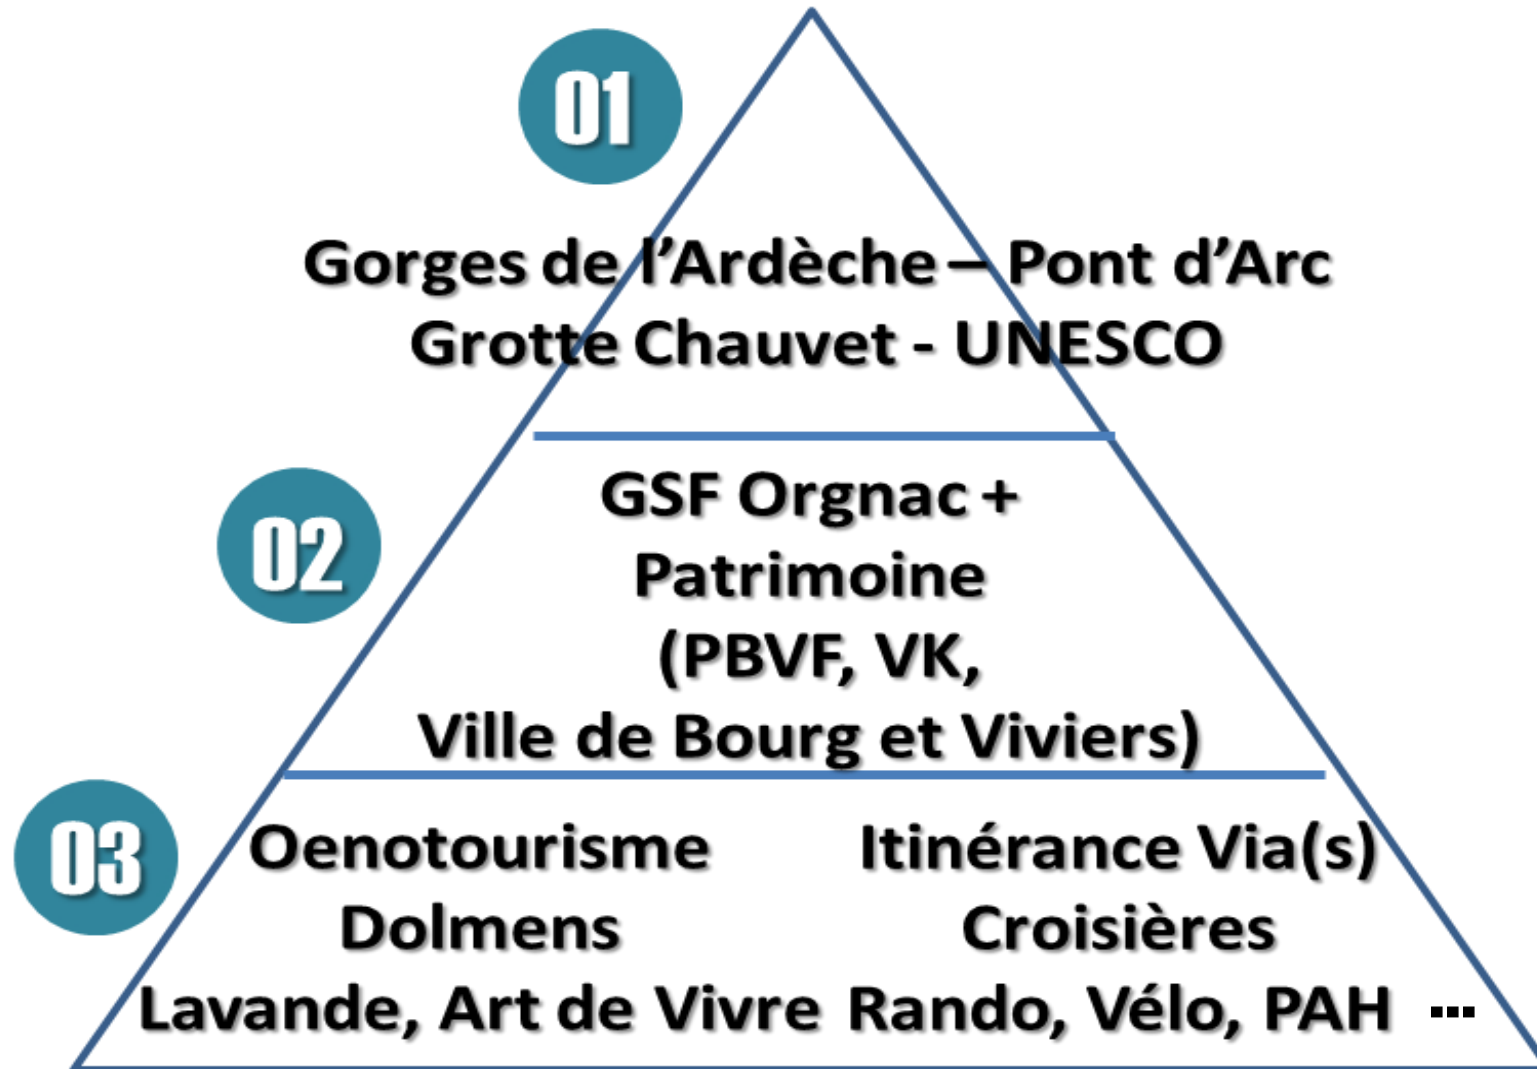 01
Gorges de l’Ardèche – Pont d’Arc
Grotte Chauvet - UNESCO
02
GSF Orgnac +
Patrimoine
(PBVF, VK,
Ville de Bourg et Viviers)
03
Oenotourisme
Dolmens
Lavande, Art de Vivre
Itinérance Via(s)
Croisières
Rando, Vélo, PAH ...